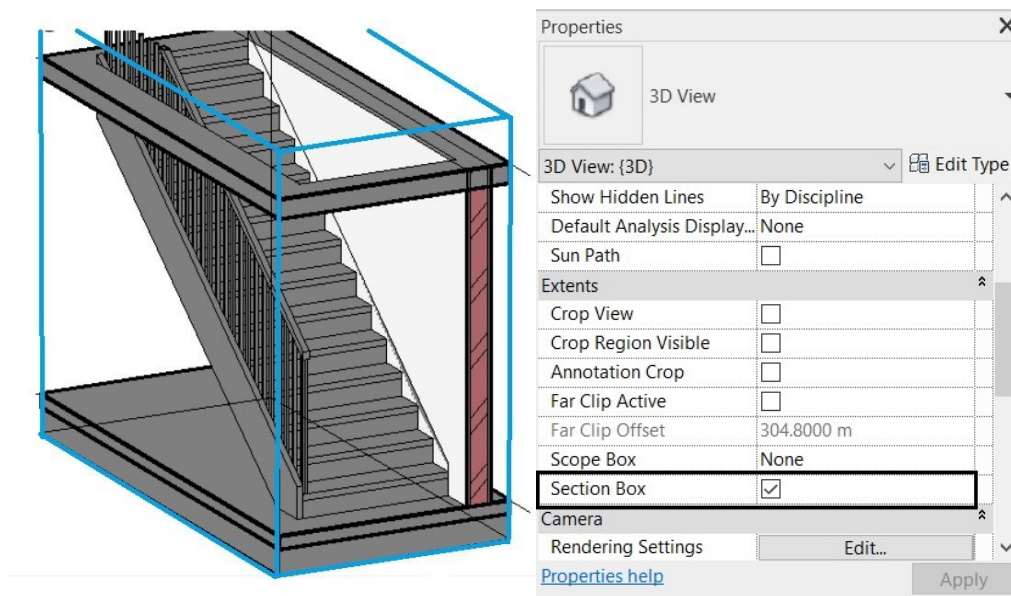 Properties
3D View
3D View: {3D}
Edit Type
Show Hidden Lines By Discipline
Default Analysis Display... None
Sun Path
Extents
Crop View
Crop Region Visible
Annotation Crop
Far Clip Active
Far Clip Offset 304.8000 m
Scope Box None
Section Box
Camera
Rendering Settings Edit...
Properties help
Apply